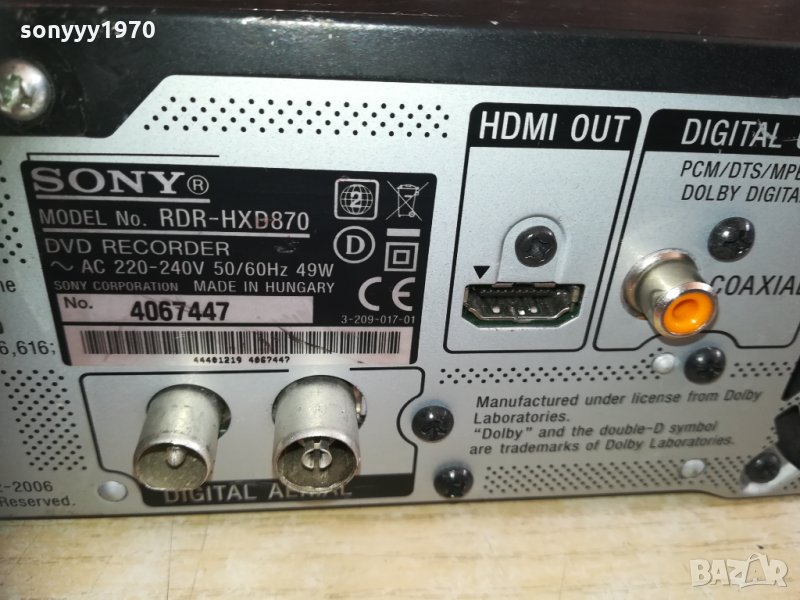 sonyyy1970
HDMI OUT
DIGITAL
PCM/DTS/
DOLBY DIGITAL
COAXIAL
SONY®
MODEL No. RDR-HXD870
DVD RECORDER
~ AC 220-240V 50/60Hz 49W
SONY CORPORATION MADE IN HUNGARY
No. 4067447
44401219 4067447
2
D
CE
3-209-017-01
6,616;
-2006
Reserved.
DIGITAL AERIAL
Manufactured under license from Dolby
Laboratories.
"Dolby" and the double-D symbol
are trademarks of Dolby Laboratories.
BAZAR